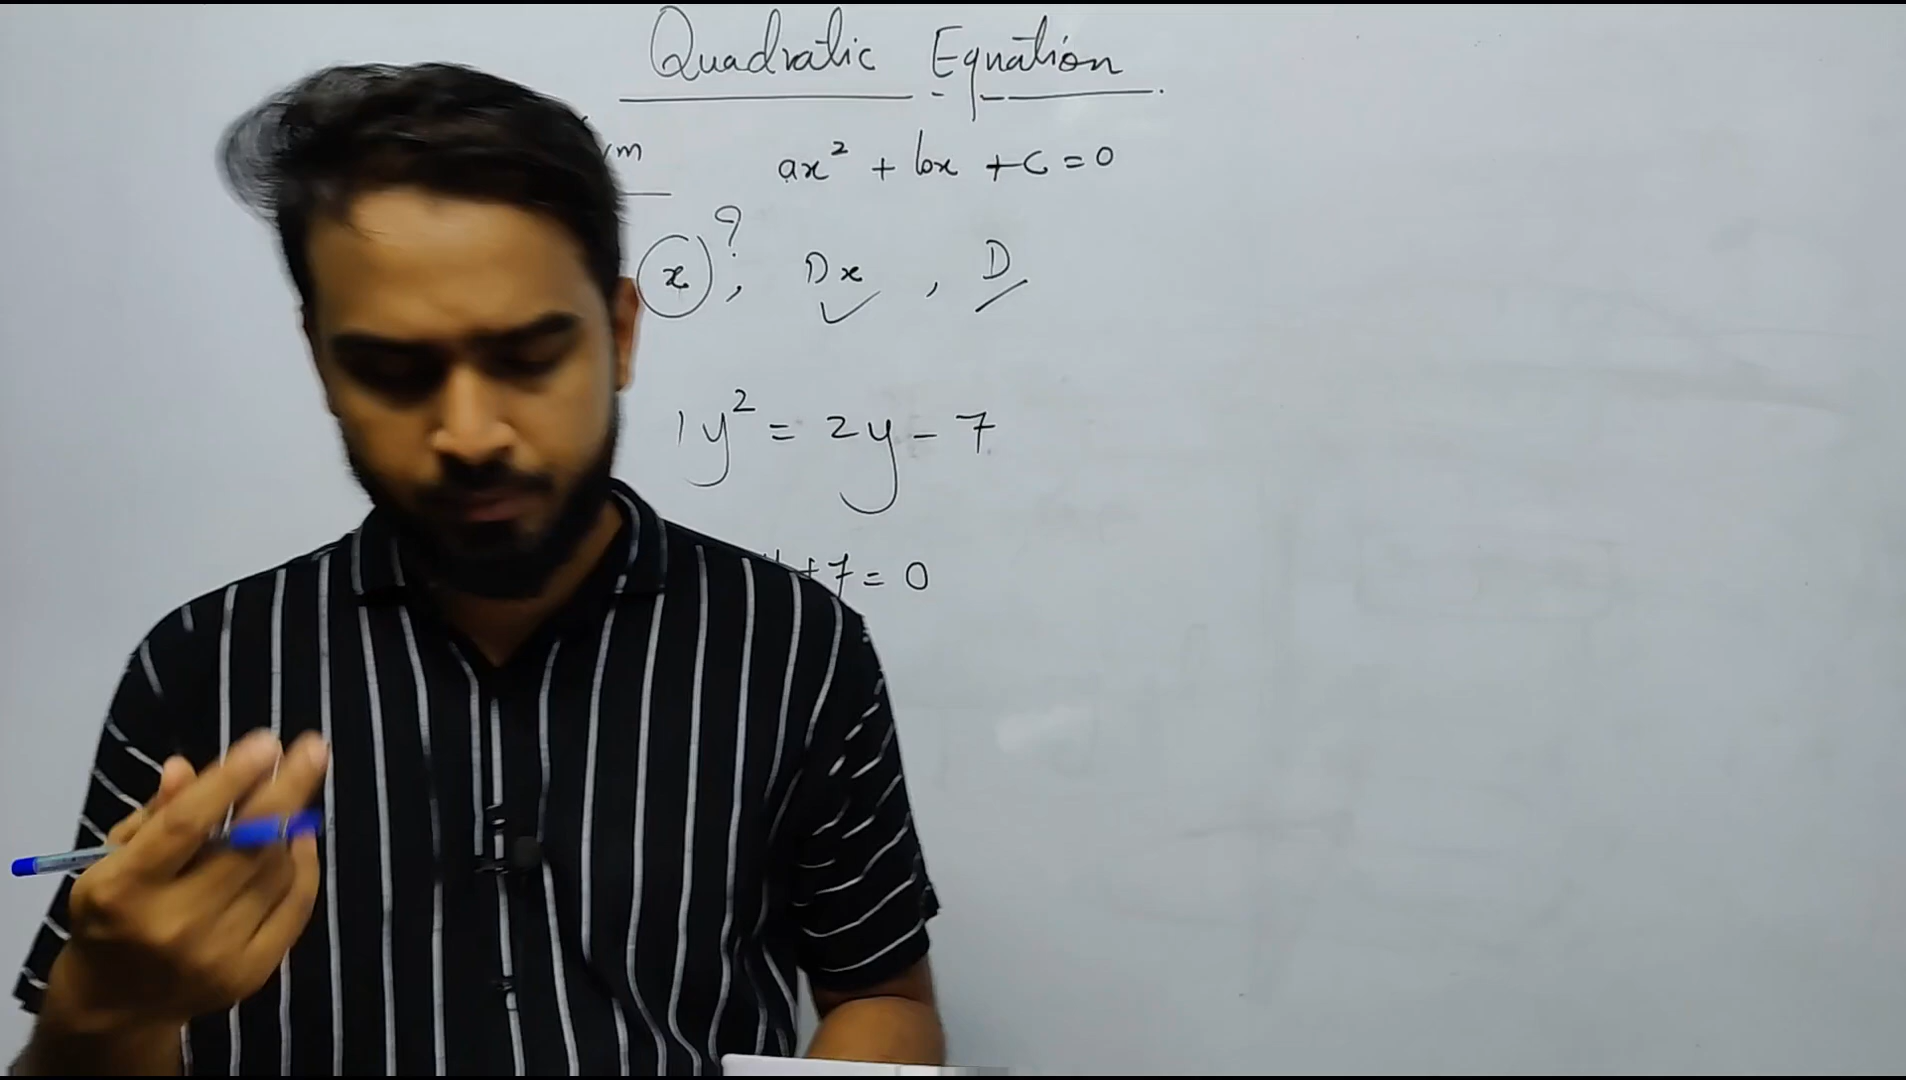 Quadratic Equation
ax² + bx + c = 0
x ? , Dx , D
1y² = 2y - 7
+ 7 = 0